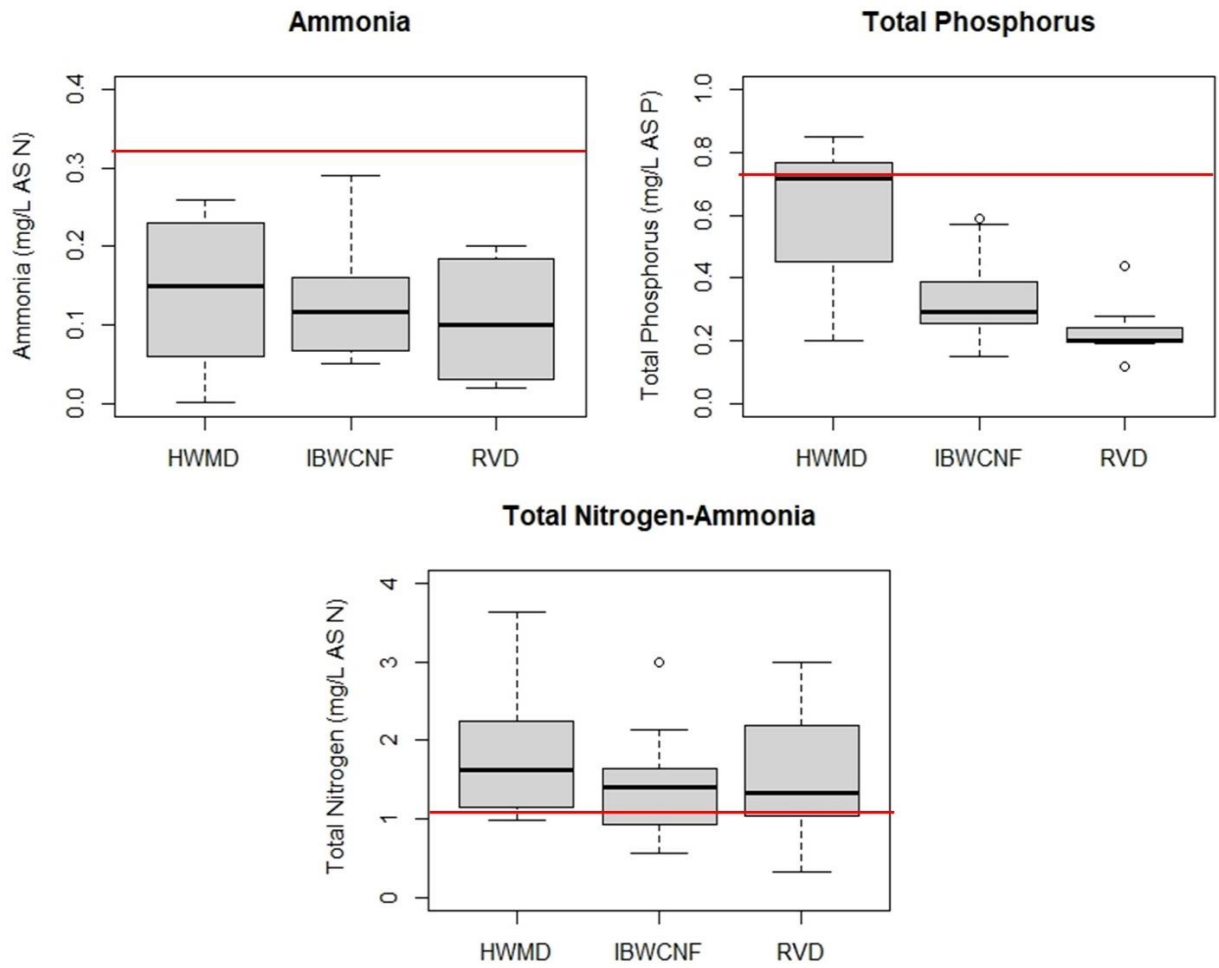 Ammonia
Ammonia (mg/L AS N)
0.4
0.3
0.2
0.1
0.0
HWMD IBWCNF RVD
Total Phosphorus
Total Phosphorus (mg/L AS P)
1.0
0.8
0.6
0.4
0.2
0.0
HWMD IBWCNF RVD
Total Nitrogen-Ammonia
Total Nitrogen (mg/L AS N)
4
3
2
1
0
HWMD IBWCNF RVD